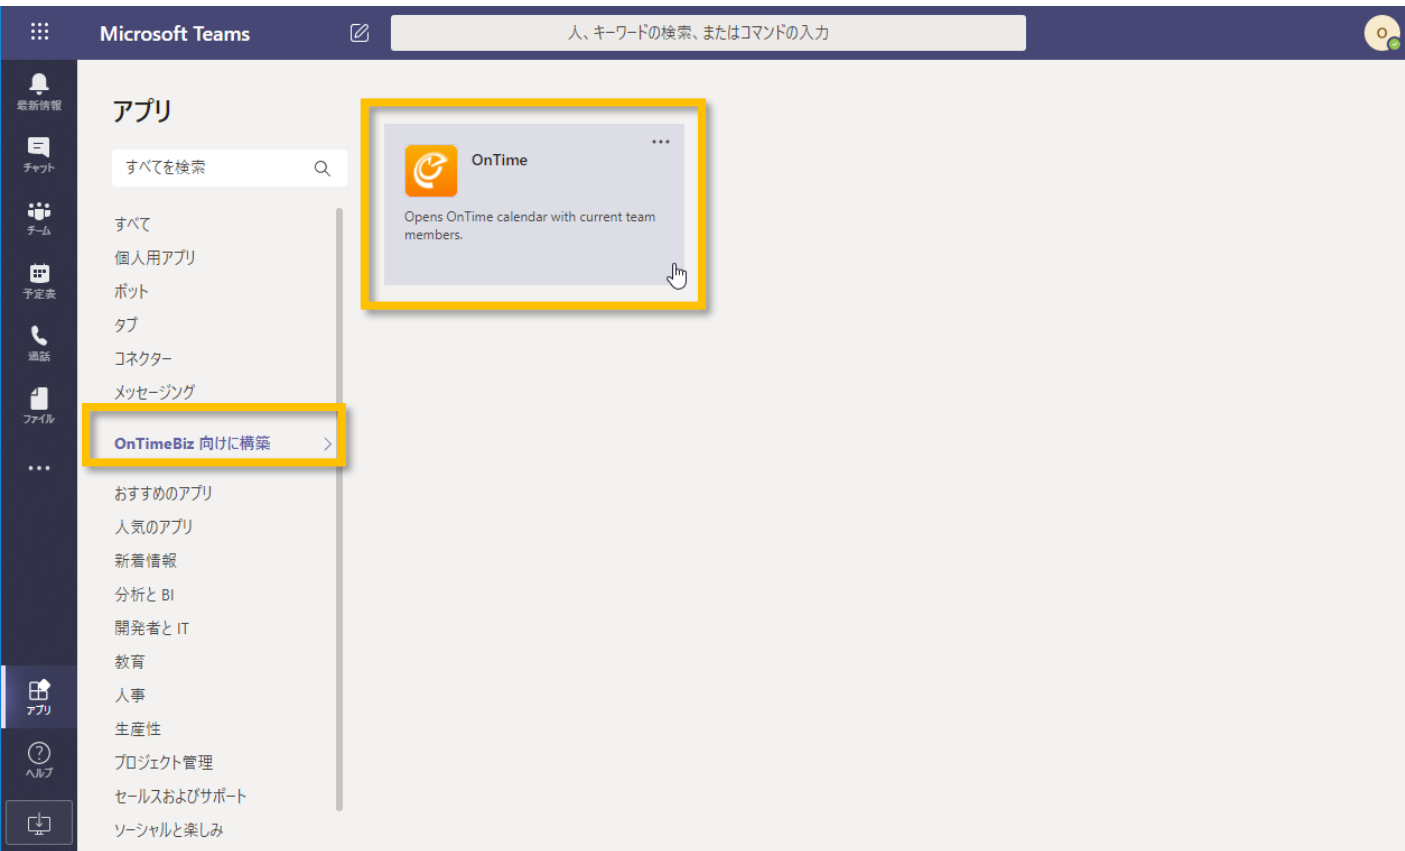 Microsoft Teams
人、キーワードの検索、またはコマンドの入力
O
最新情報
チャット
チーム
予定表
通話
ファイル
アプリ
ヘルプ
アプリ
すべてを検索
すべて
個人用アプリ
ボット
タブ
コネクター
メッセージング
OnTimeBiz 向けに構築
おすすめのアプリ
人気のアプリ
新着情報
分析と BI
開発者と IT
教育
人事
生産性
プロジェクト管理
セールスおよびサポート
ソーシャルと楽しみ
OnTime
Opens OnTime calendar with current team
members.